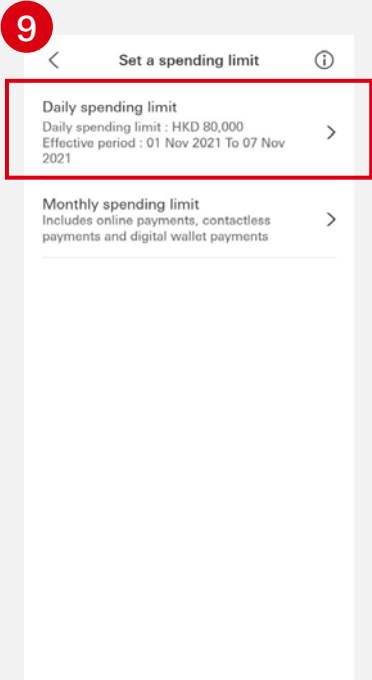 9
Set a spending limit
Daily spending limit
Daily spending limit : HKD 80,000
Effective period : 01 Nov 2021 To 07 Nov
2021
Monthly spending limit
Includes online payments, contactless
payments and digital wallet payments